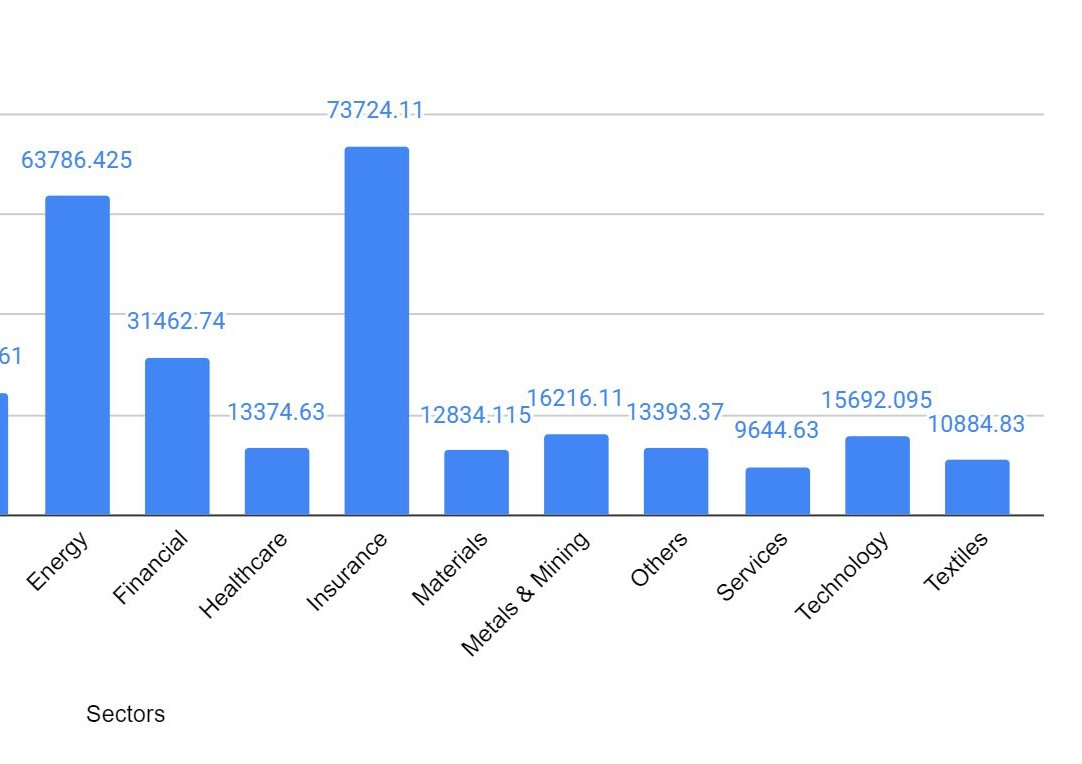 73724.11
63786.425
31462.74
61
13374.63
12834.115
16216.11
13393.37
9644.63
15692.095
10884.83
Energy
Financial
Healthcare
Insurance
Materials
Metals & Mining
Others
Services
Technology
Textiles
Sectors